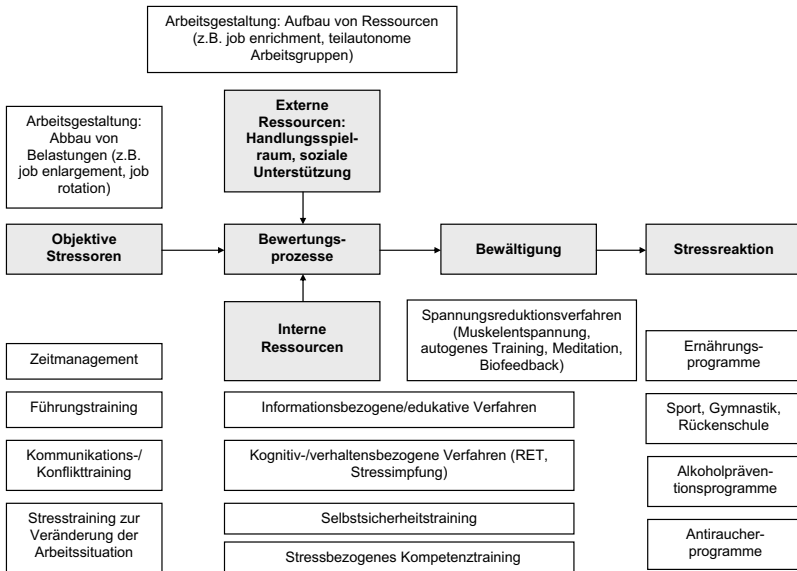 Arbeitsgestaltung: Aufbau von Ressourcen
(z.B. job enrichment, teilautonome
Arbeitsgruppen)
Arbeitsgestaltung:
Abbau von
Belastungen (z.B.
job enlargement, job
rotation)
Externe
Ressourcen:
Handlungsspiel-
raum, soziale
Unterstützung
Objektive
Stressoren
Bewertungs-
prozesse
Bewältigung
Stressreaktion
Interne
Ressourcen
Spannungsreduktionsverfahren
(Muskelentspannung,
autogenes Training, Meditation,
Biofeedback)
Zeitmanagement
Führungstraining
Kommunikations-/
Konflikttraining
Stresstraining zur
Veränderung der
Arbeitssituation
Informationsbezogene/edukative Verfahren
Kognitiv-/verhaltensbezogene Verfahren (RET,
Stressimpfung)
Selbstsicherheitstraining
Stressbezogenes Kompetenztraining
Ernährungs-
programme
Sport, Gymnastik,
Rückenschule
Alkoholpräven-
tionsprogramme
Antiraucher-
programme